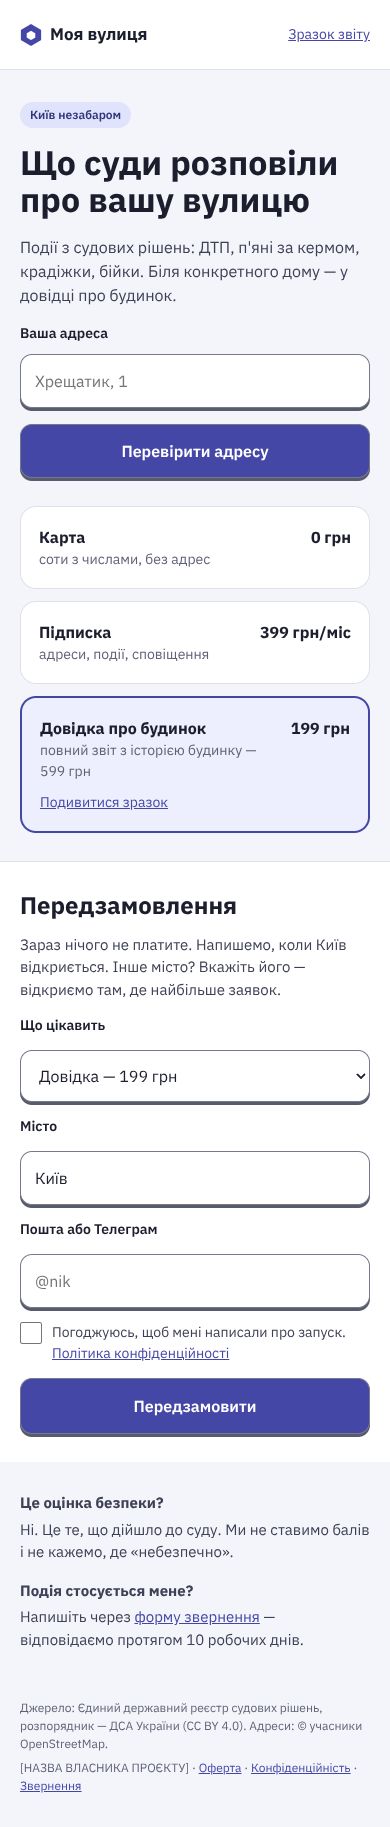 Моя вулиця
Зразок звіту
Київ незабаром
Що суди розповіли
про вашу вулицю
Події з судових рішень: ДТП, п'яні за кермом,
крадіжки, бійки. Біля конкретного дому — у
довідці про будинок.
Ваша адреса
Хрещатик, 1
Перевірити адресу
Карта
0 грн
соти з числами, без адрес
Підписка
399 грн/міс
адреси, події, сповіщення
Довідка про будинок
199 грн
повний звіт з історією будинку —
599 грн
Подивитися зразок
Передзамовлення
Зараз нічого не платите. Напишемо, коли Київ
відкриється. Інше місто? Вкажіть його —
відкриємо там, де найбільше заявок.
Що цікавить
Довідка — 199 грн
Місто
Київ
Пошта або Телеграм
@nik
Погоджуюсь, щоб мені написали про запуск.
Політика конфіденційності
Передзамовити
Це оцінка безпеки?
Ні. Це те, що дійшло до суду. Ми не ставимо балів
і не кажемо, де «небезпечно».
Подія стосується мене?
Напишіть через форму звернення —
відповідаємо протягом 10 робочих днів.
Джерело: Єдиний державний реєстр судових рішень,
розпорядник — ДСА України (CC BY 4.0). Адреси: © учасники
OpenStreetMap.
[НАЗВА ВЛАСНИКА ПРОЄКТУ] · Оферта · Конфіденційність ·
Звернення